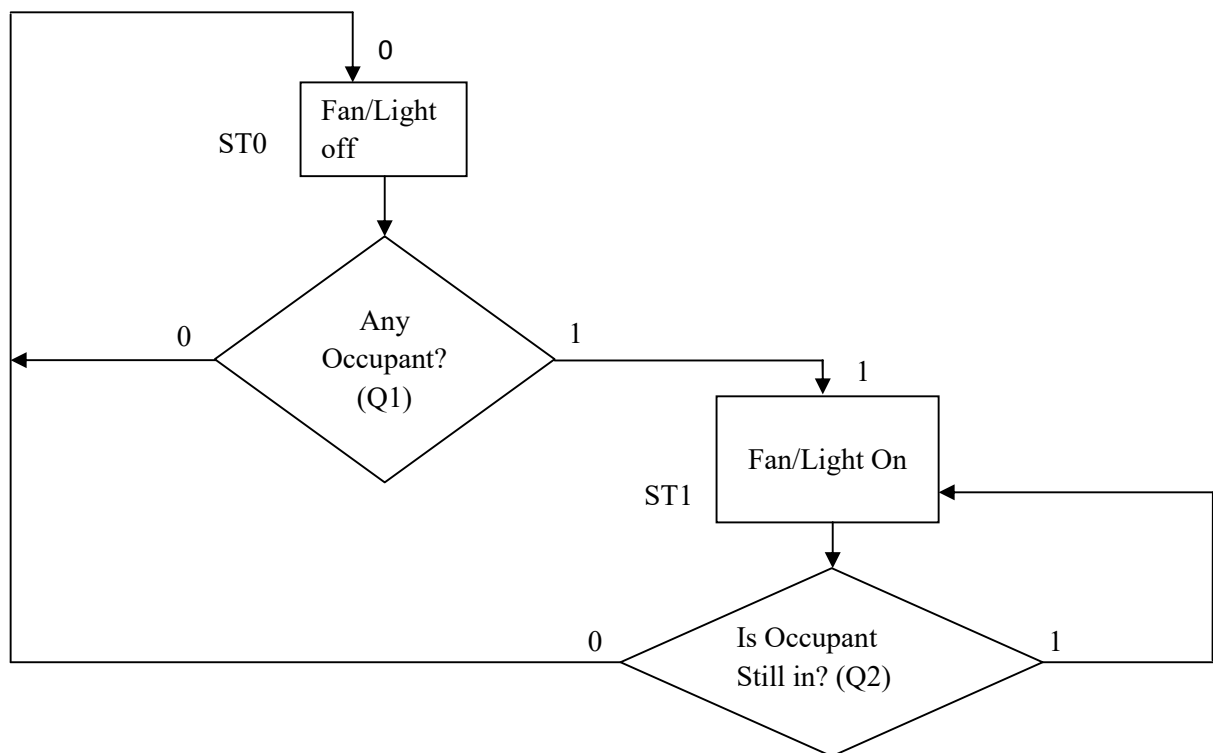 0
Fan/Light
off
ST0
0
Any
Occupant?
(Q1)
1
1
Fan/Light On
ST1
0
Is Occupant
Still in? (Q2)
1